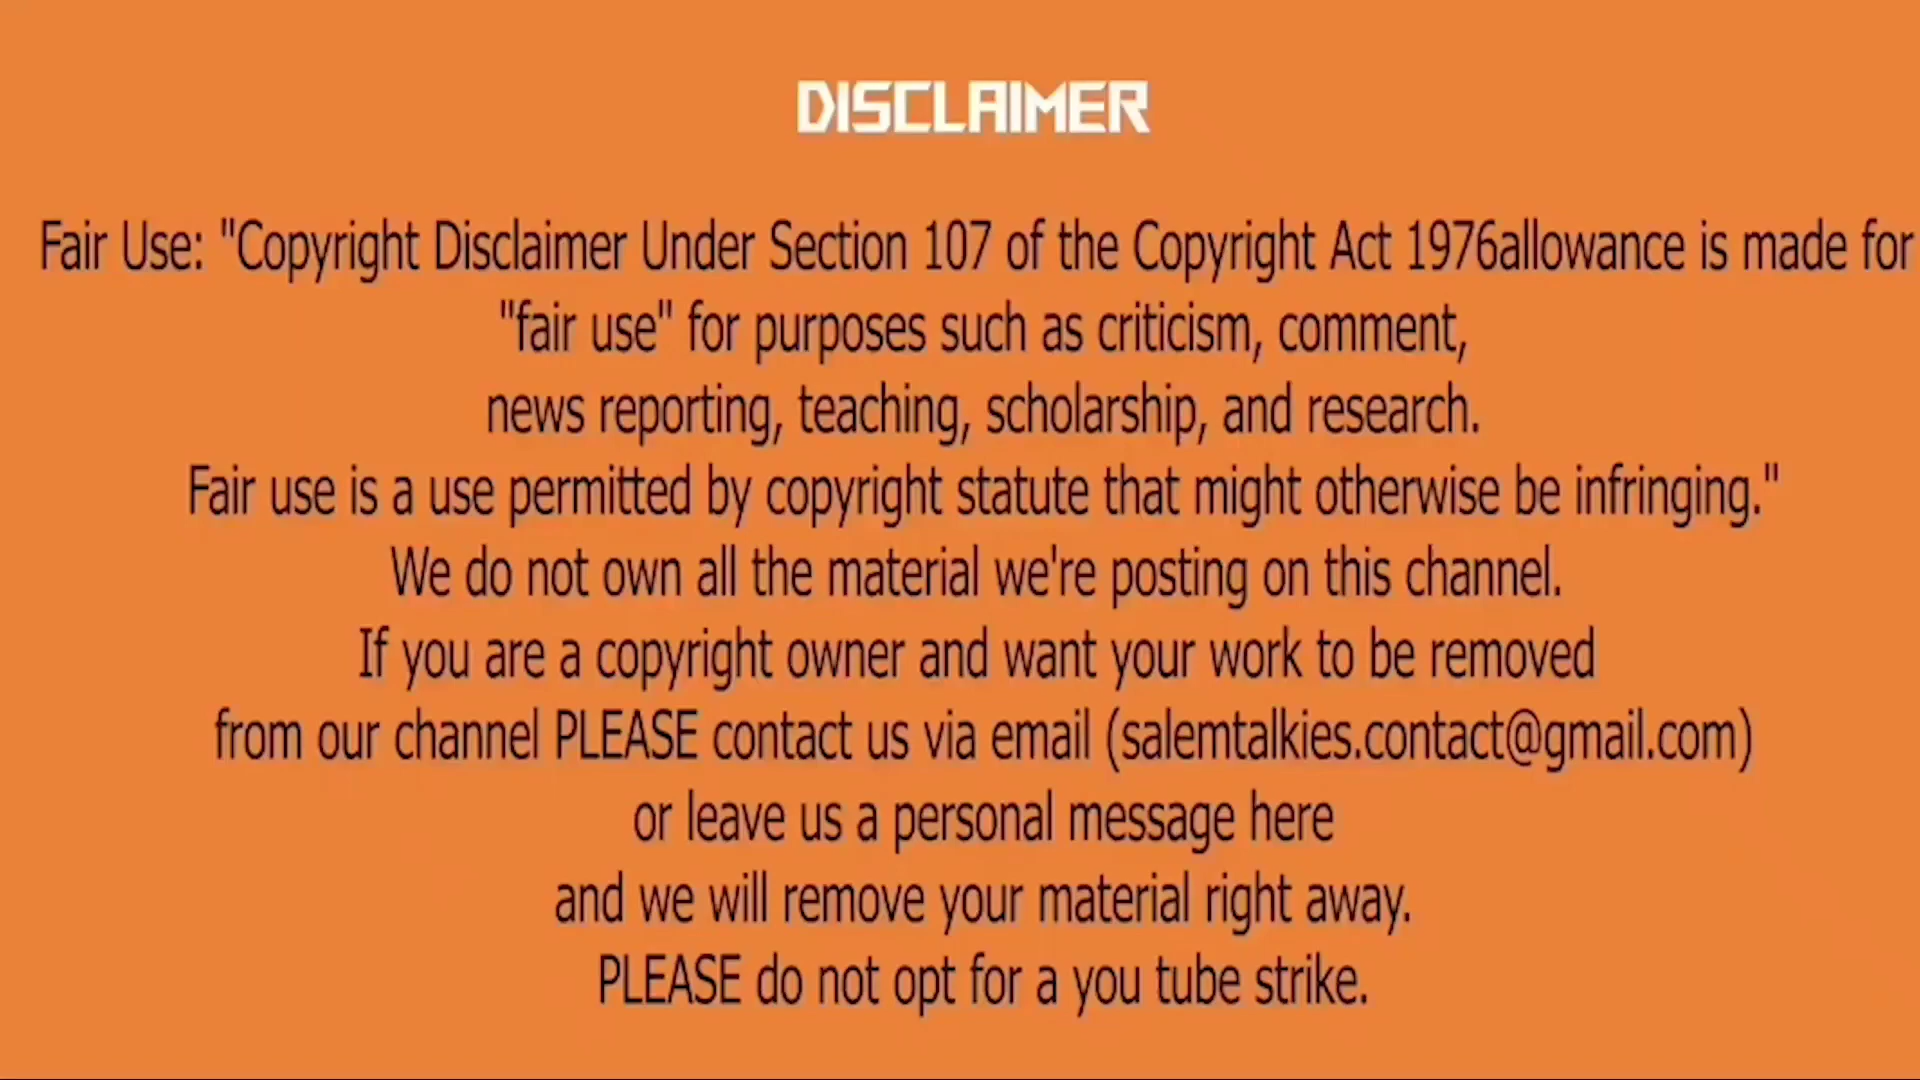 DISCLAIMER
Fair Use: "Copyright Disclaimer Under Section 107 of the Copyright Act 1976allowance is made for
"fair use" for purposes such as criticism, comment,
news reporting, teaching, scholarship, and research.
Fair use is a use permitted by copyright statute that might otherwise be infringing."
We do not own all the material we're posting on this channel.
If you are a copyright owner and want your work to be removed
from our channel PLEASE contact us via email (salemtalkies.contact@gmail.com)
or leave us a personal message here
and we will remove your material right away.
PLEASE do not opt for a you tube strike.